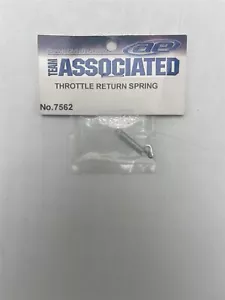 TEAM
ASSOCIATED
ae
THROTTLE RETURN SPRING
No.7562